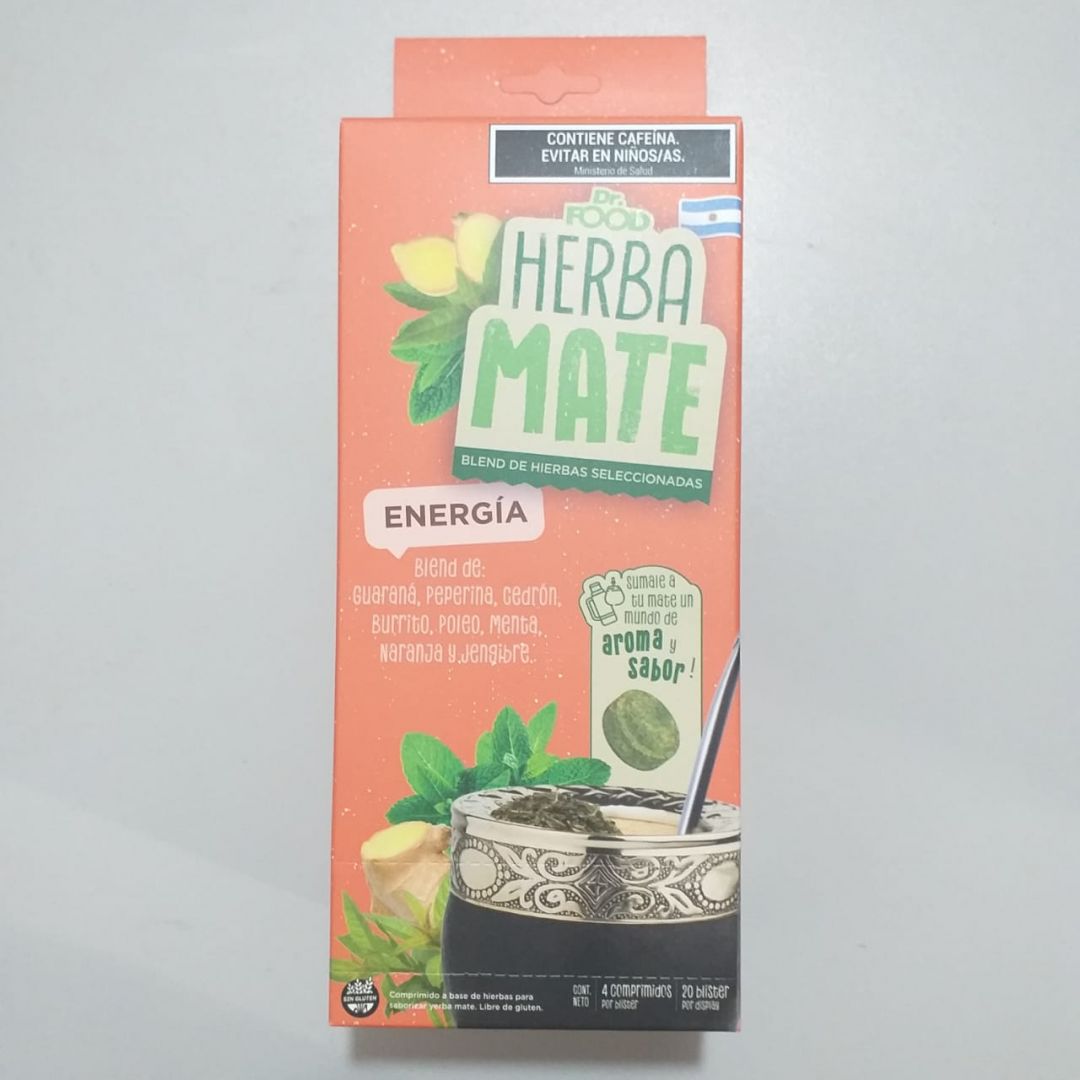 CONTIENE CAFEÍNA.
EVITAR EN NIÑOS/AS.
Ministerio de Salud
Dr.
FOOD
HERBA
MATE
BLEND DE HIERBAS SELECCIONADAS
ENERGÍA
Blend de:
Guaraná, Peperina, Cedrón,
Burrito, Poleo, Menta,
Naranja y Jengibre.
Sumale a
tu mate un
mundo de
aroma y
sabor!
SIN GLUTEN
Comprimido a base de hierbas para
saborizar yerba mate. Libre de gluten.
CONT.
NETO
4 comprimidos
por blister
20 blister
por display